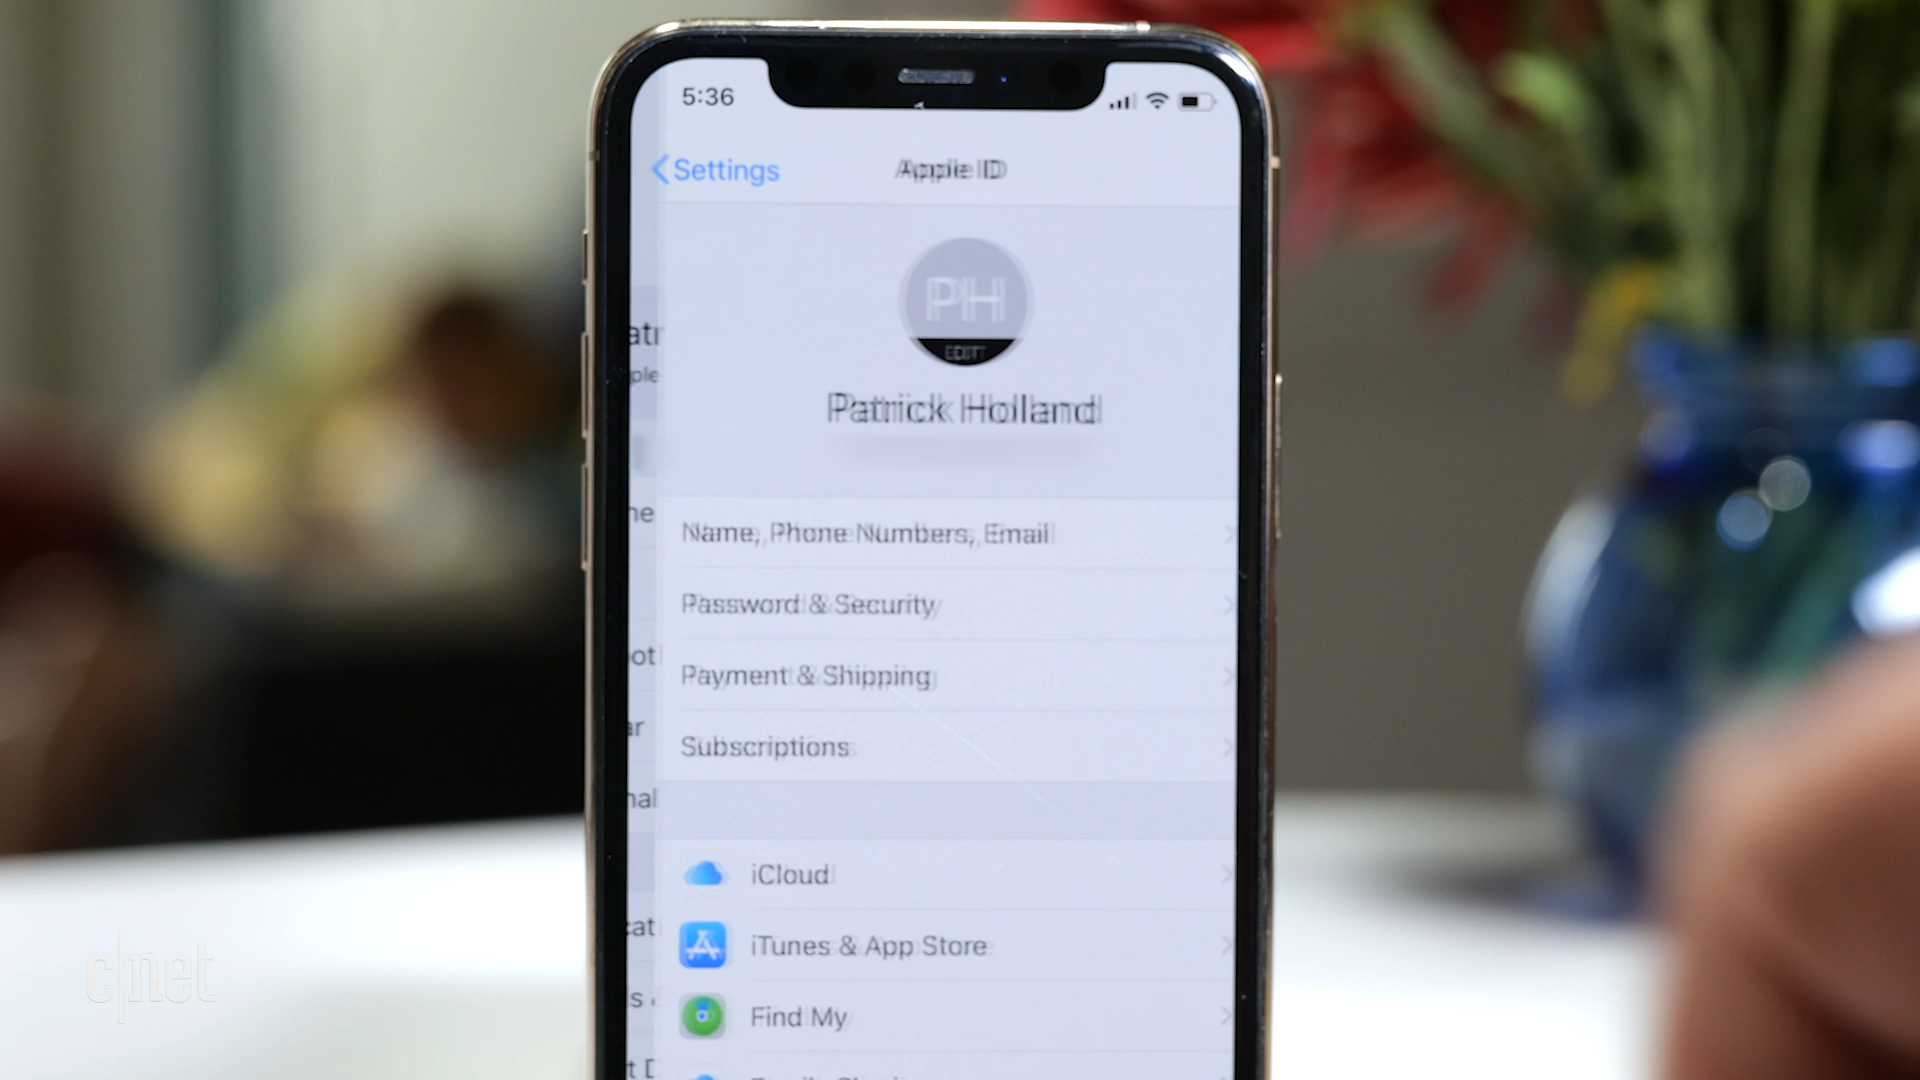 5:36
Settings
Apple ID
PH
EDIT
Patrick Holland
Name, Phone Numbers, Email
Password & Security
Payment & Shipping
Subscriptions
iCloud
iTunes & App Store
Find My
c|net